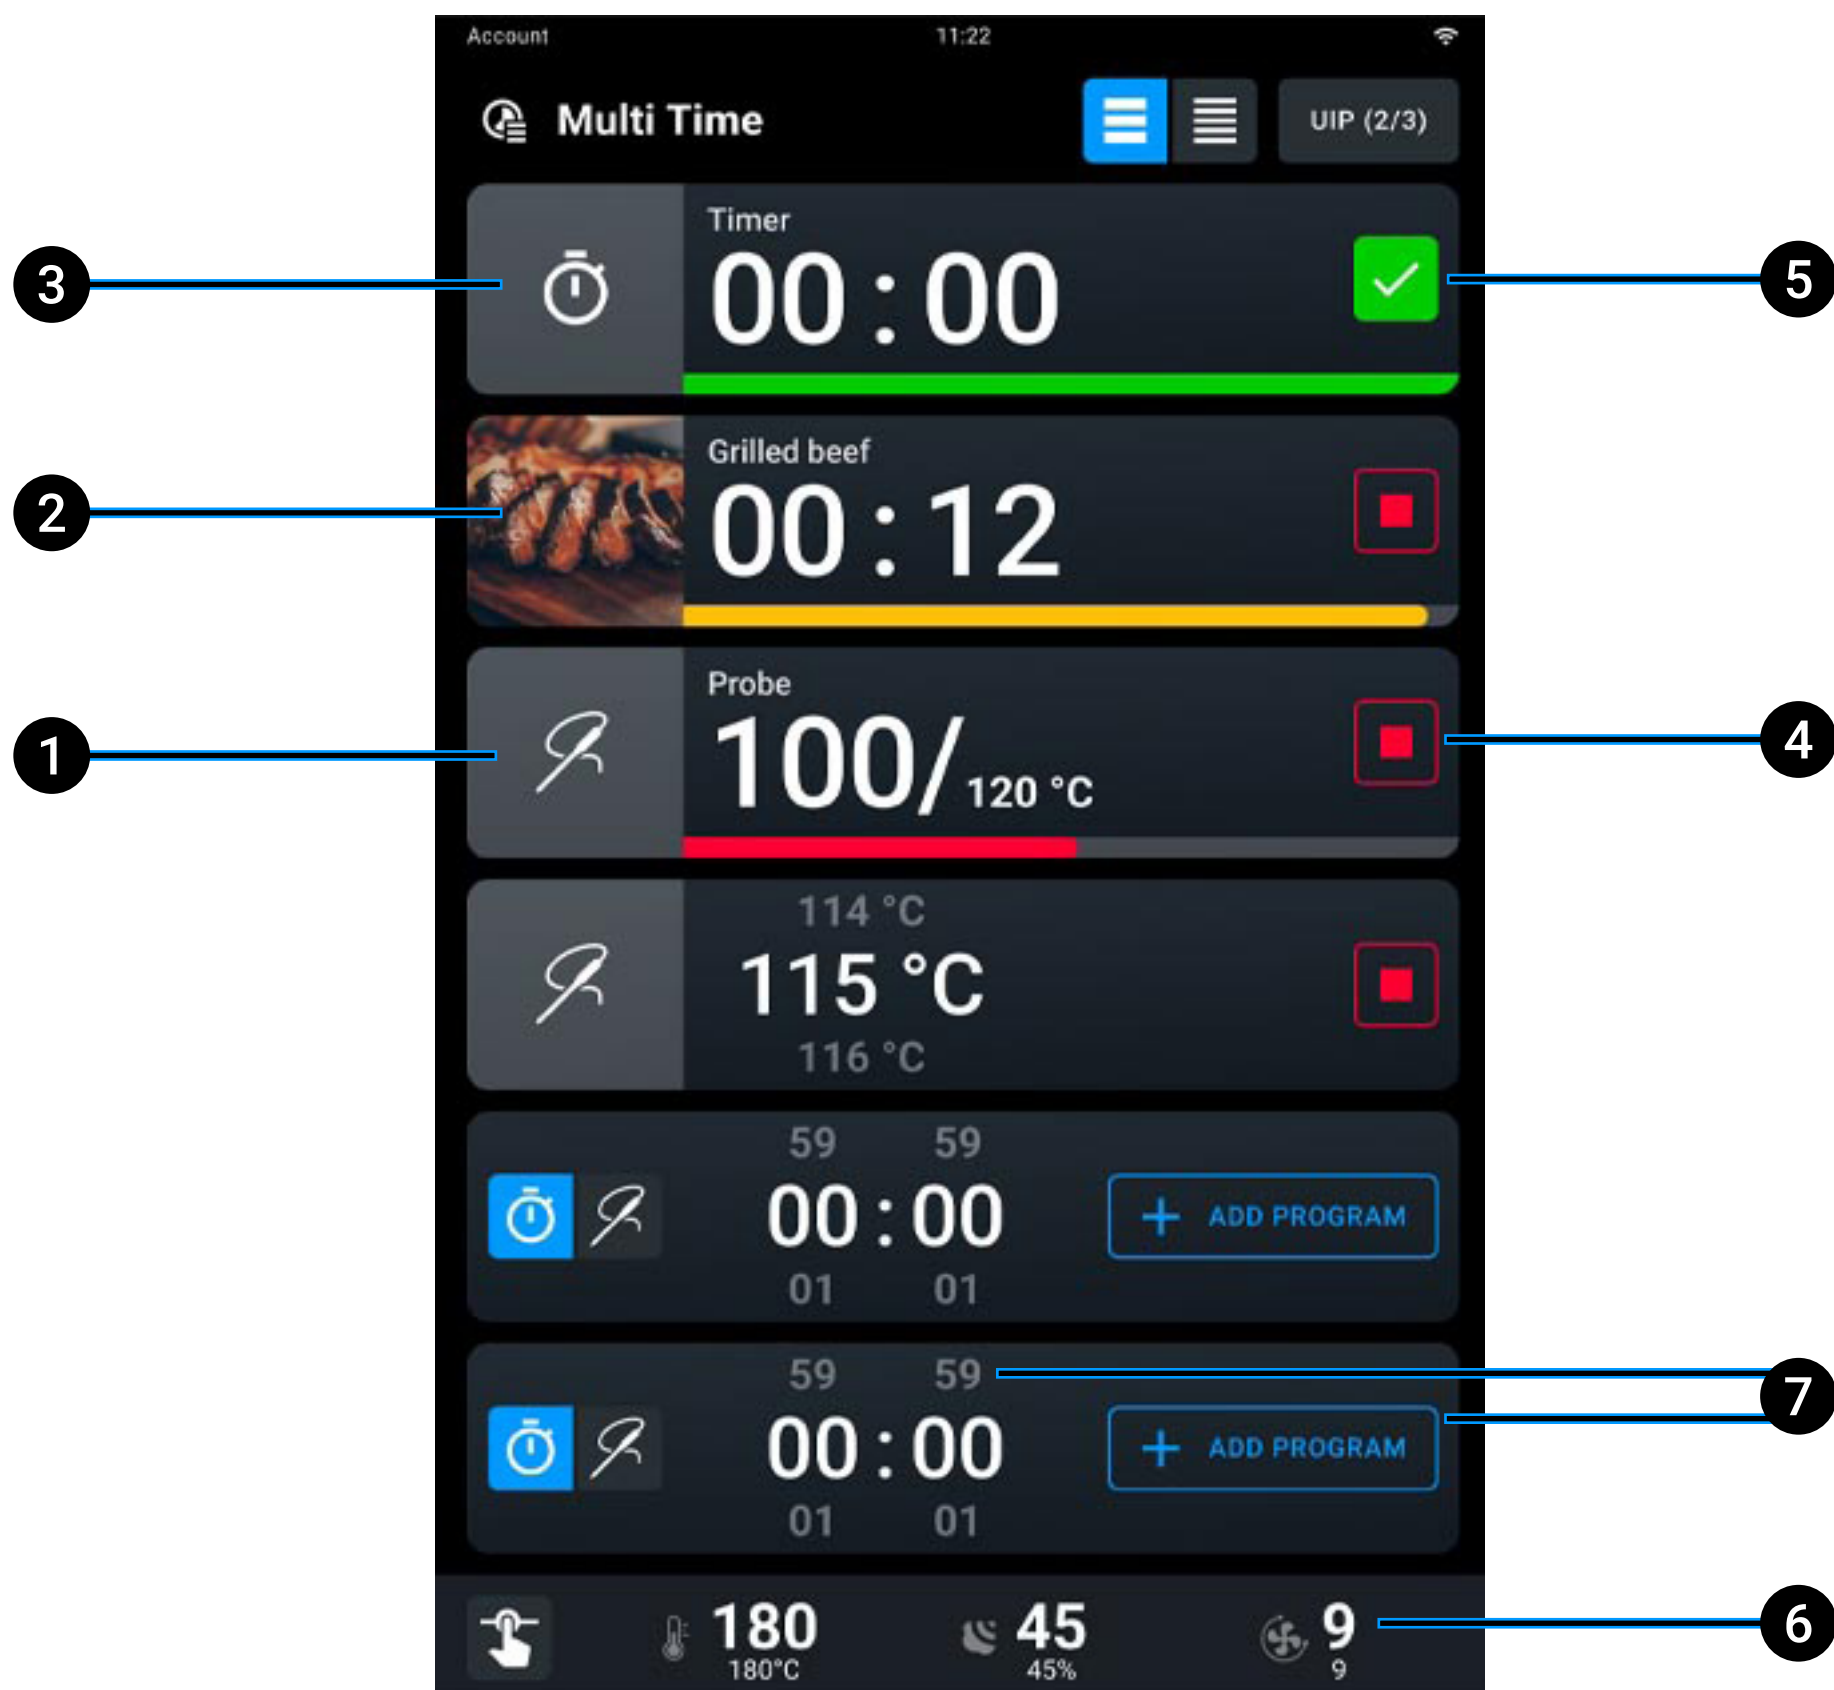 Account 11:22
Multi Time UIP (2/3)
Timer
3 00 : 00 5
Grilled beef
2 00 : 12
Probe
1 100/ 120 °C 4
114 °C
115 °C
116 °C
59 59
00 : 00 ADD PROGRAM
01 01
59 59
7
00 : 00 ADD PROGRAM
01 01
180 45 9 6
180°C 45% 9